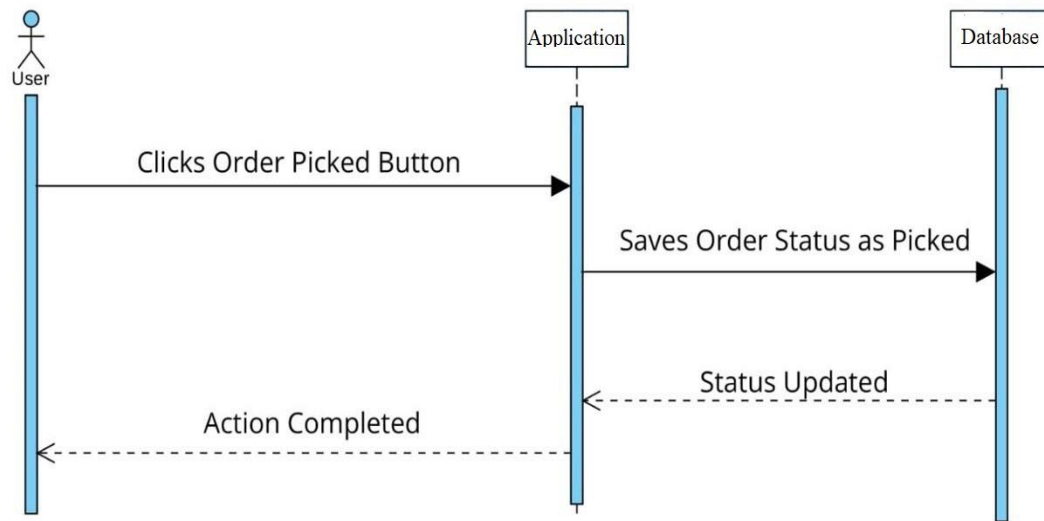 Application
Database
User
Clicks Order Picked Button
Saves Order Status as Picked
Status Updated
Action Completed